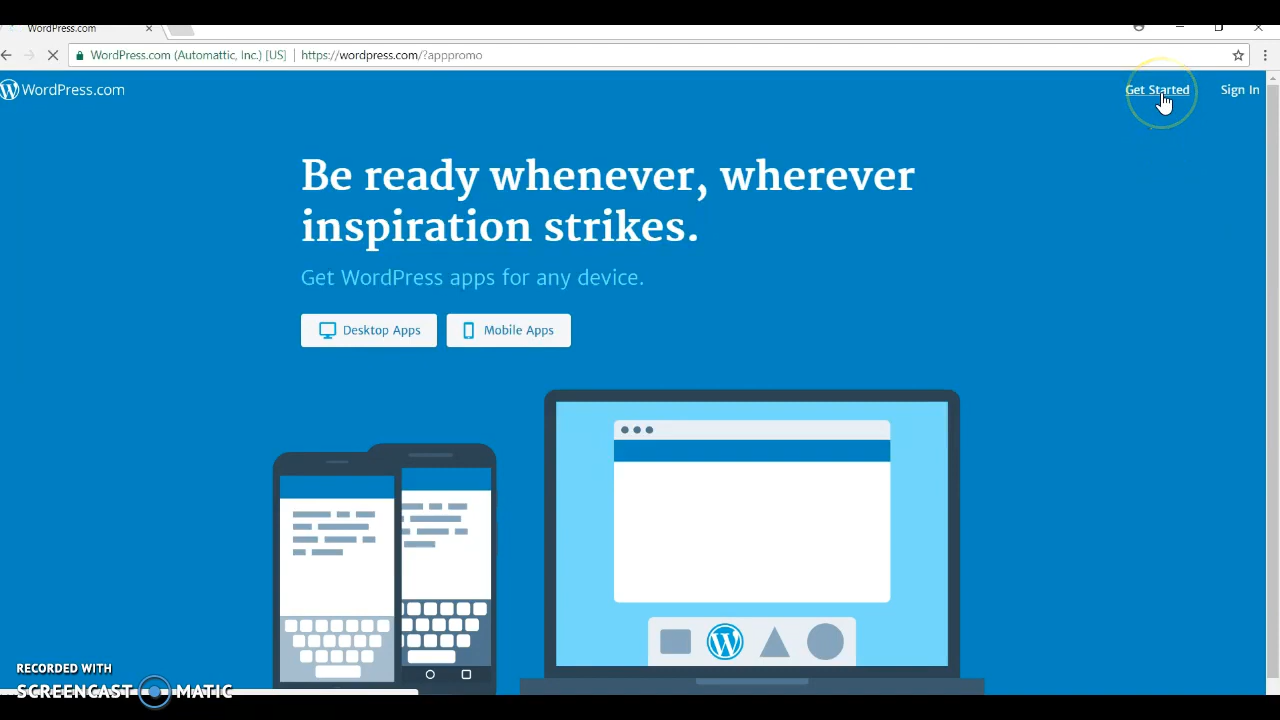 WordPress.com
WordPress.com (Automattic, Inc.) [US] https://wordpress.com/?apppromo
WordPress.com
Get Started
Sign In
Be ready whenever, wherever
inspiration strikes.
Get WordPress apps for any device.
Desktop Apps
Mobile Apps
RECORDED WITH
SCREENCAST MATIC